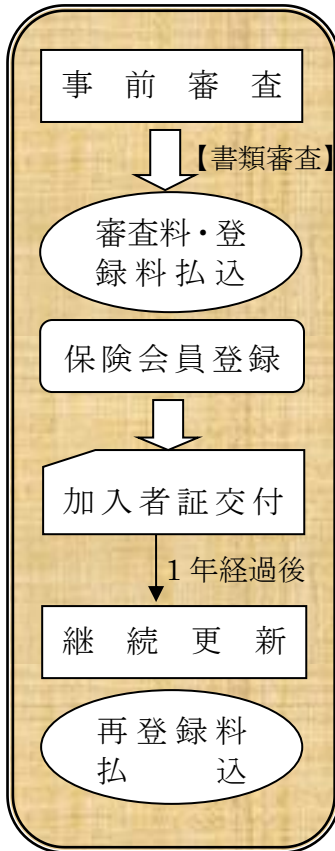 事前審査
【書類審査】
審査料・登
録料払込
保険会員登録
加入者証交付
1年経過後
継続更新
再登録料
払込